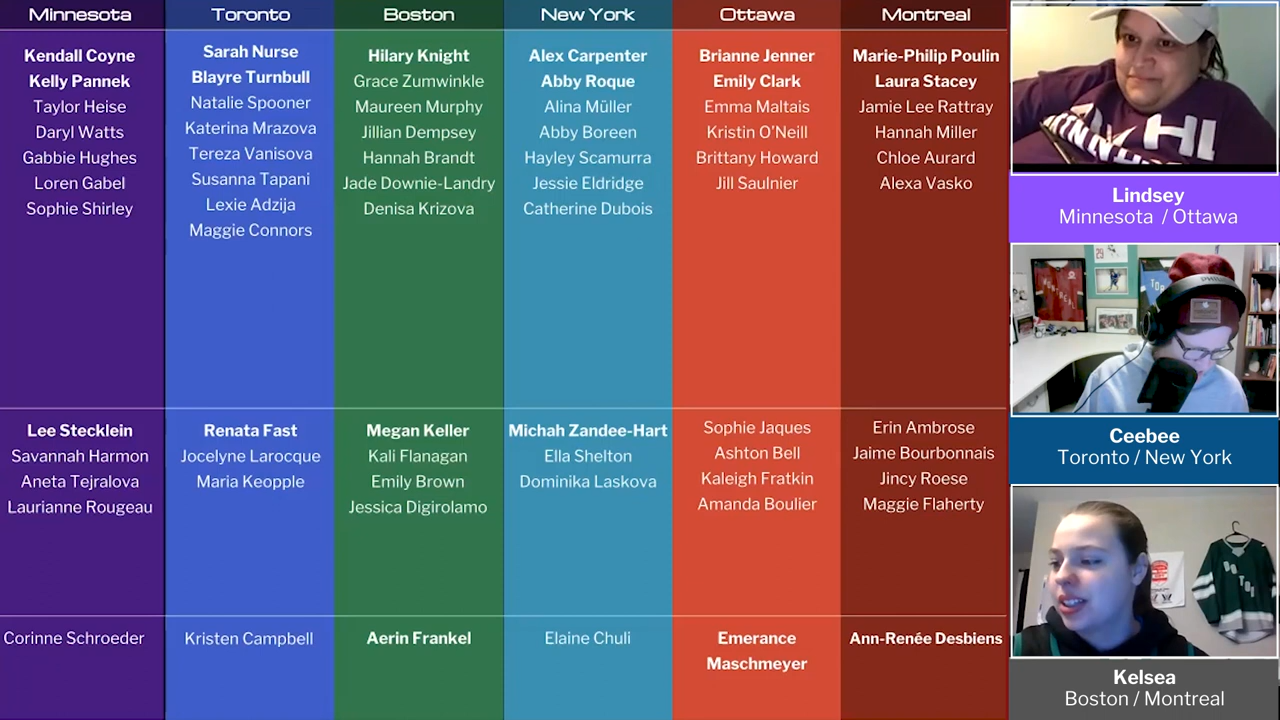 Minnesota
Kendall Coyne
Kelly Pannek
Taylor Heise
Daryl Watts
Gabbie Hughes
Loren Gabel
Sophie Shirley
Lee Stecklein
Savannah Harmon
Aneta Tejralova
Laurianne Rougeau
Corinne Schroeder
Toronto
Sarah Nurse
Blayre Turnbull
Natalie Spooner
Katerina Mrazova
Tereza Vanisova
Susanna Tapani
Lexie Adzija
Maggie Connors
Renata Fast
Jocelyne Larocque
Maria Keopple
Kristen Campbell
Boston
Hilary Knight
Grace Zumwinkle
Maureen Murphy
Jillian Dempsey
Hannah Brandt
Jade Downie-Landry
Denisa Krizova
Megan Keller
Kali Flanagan
Emily Brown
Jessica Digirolamo
Aerin Frankel
New York
Alex Carpenter
Abby Roque
Alina Müller
Abby Boreen
Hayley Scamurra
Jessie Eldridge
Catherine Dubois
Michah Zandee-Hart
Ella Shelton
Dominika Laskova
Elaine Chuli
Ottawa
Brianne Jenner
Emily Clark
Emma Maltais
Kristin O'Neill
Brittany Howard
Jill Saulnier
Sophie Jaques
Ashton Bell
Kaleigh Fratkin
Amanda Boulier
Emerance
Maschmeyer
Montreal
Marie-Philip Poulin
Laura Stacey
Jamie Lee Rattray
Hannah Miller
Chloe Aurard
Alexa Vasko
Erin Ambrose
Jaime Bourbonnais
Jincy Roese
Maggie Flaherty
Ann-Renée Desbiens
Lindsey
Minnesota / Ottawa
MONTREAL
Ceebee
Toronto / New York
Kelsea
Boston / Montreal